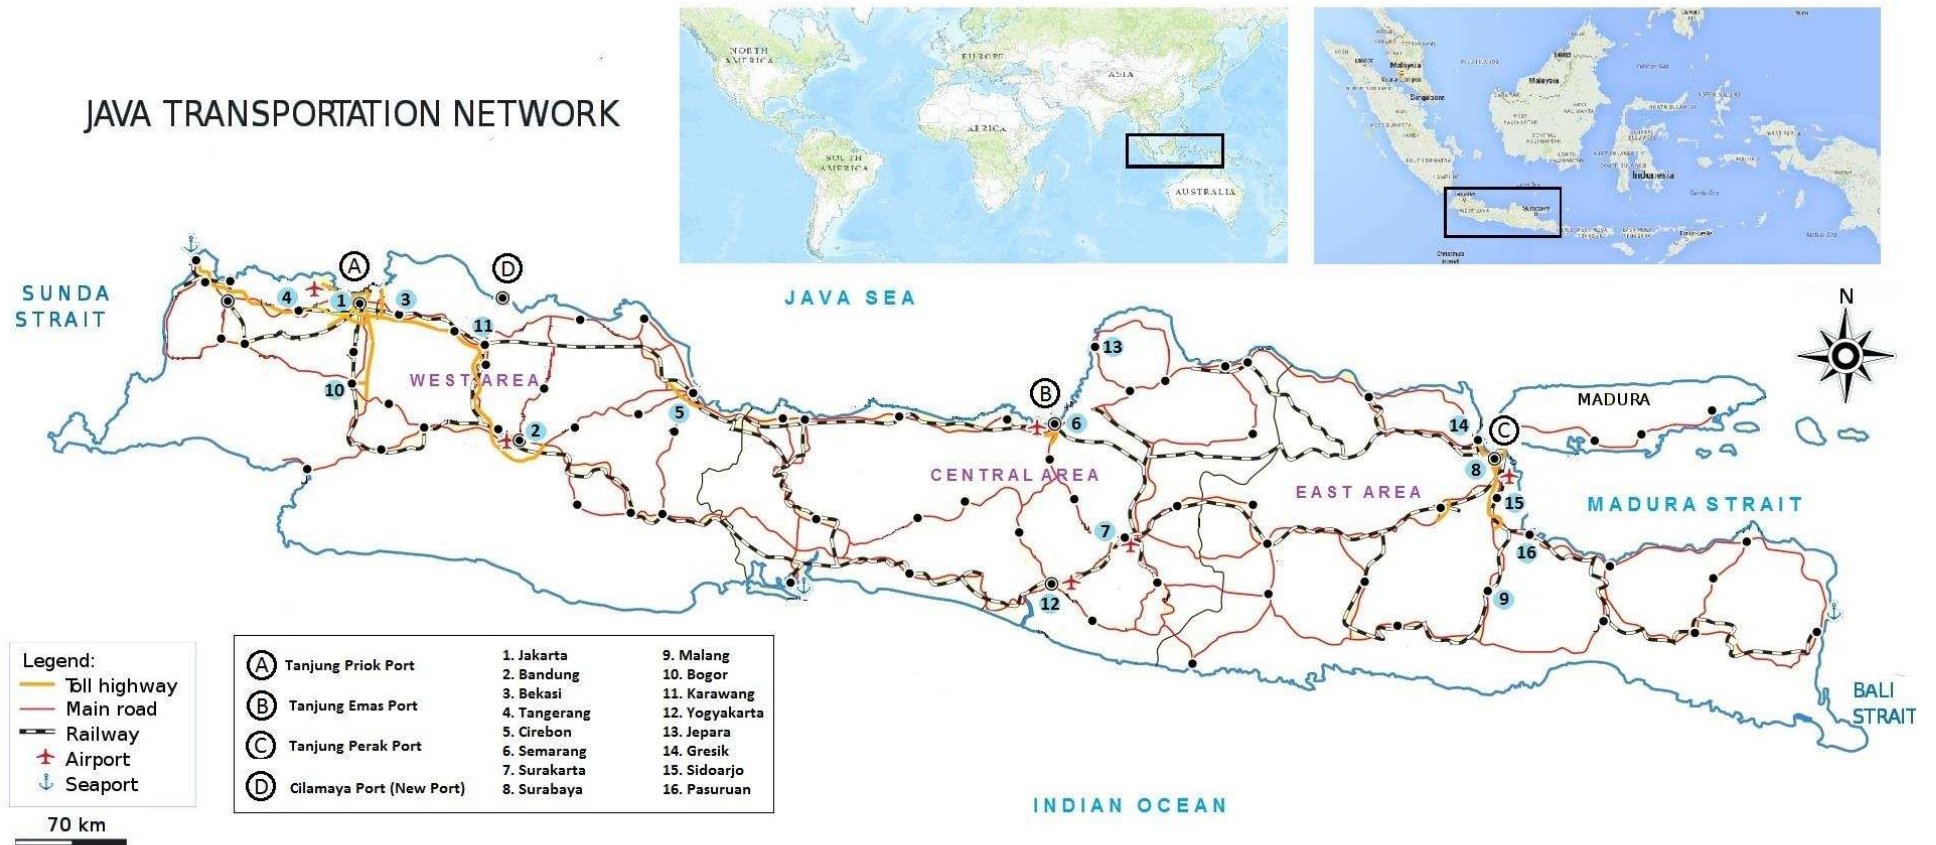 JAVA TRANSPORTATION NETWORK
NORTH
AMERICA
EUROPE
ASIA
AFRICA
SOUTH
AMERICA
AUSTRALIA
Malaysia
Kuala Lumpur
Singapore
Malaysia
Indonesia
Christmas
Island
SUNDA
STRAIT
JAVA SEA
N
A
D
4
1
3
11
10
WEST AREA
2
5
B
6
13
CENTRAL AREA
7
12
EAST AREA
14
C
8
15
16
9
MADURA
MADURA STRAIT
BALI
STRAIT
INDIAN OCEAN
Legend:
Toll highway
Main road
Railway
Airport
Seaport
70 km
A Tanjung Priok Port
B Tanjung Emas Port
C Tanjung Perak Port
D Cilamaya Port (New Port)
1. Jakarta
2. Bandung
3. Bekasi
4. Tangerang
5. Cirebon
6. Semarang
7. Surakarta
8. Surabaya
9. Malang
10. Bogor
11. Karawang
12. Yogyakarta
13. Jepara
14. Gresik
15. Sidoarjo
16. Pasuruan